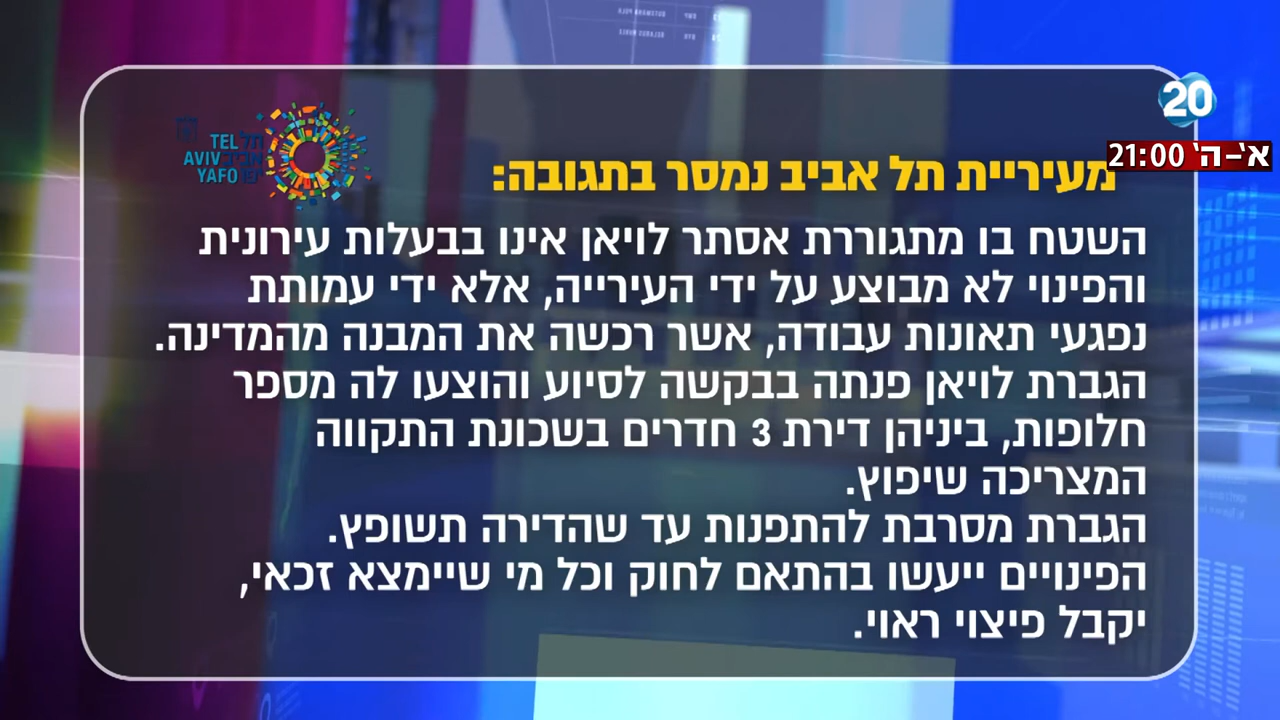 20
א'-ה' 21:00
TEL תל
AVIV אביב
YAFO יפו
מעיריית תל אביב נמסר בתגובה:
השטח בו מתגוררת אסתר לויאן אינו בבעלות עירונית
והפינוי לא מבוצע על ידי העירייה, אלא ידי עמותת
נפגעי תאונות עבודה, אשר רכשה את המבנה מהמדינה.
הגברת לויאן פנתה בבקשה לסיוע והוצעו לה מספר
חלופות, ביניהן דירת 3 חדרים בשכונת התקווה
המצריכה שיפוץ.
הגברת מסרבת להתפנות עד שהדירה תשופץ.
הפינויים ייעשו בהתאם לחוק וכל מי שיימצא זכאי,
יקבל פיצוי ראוי.